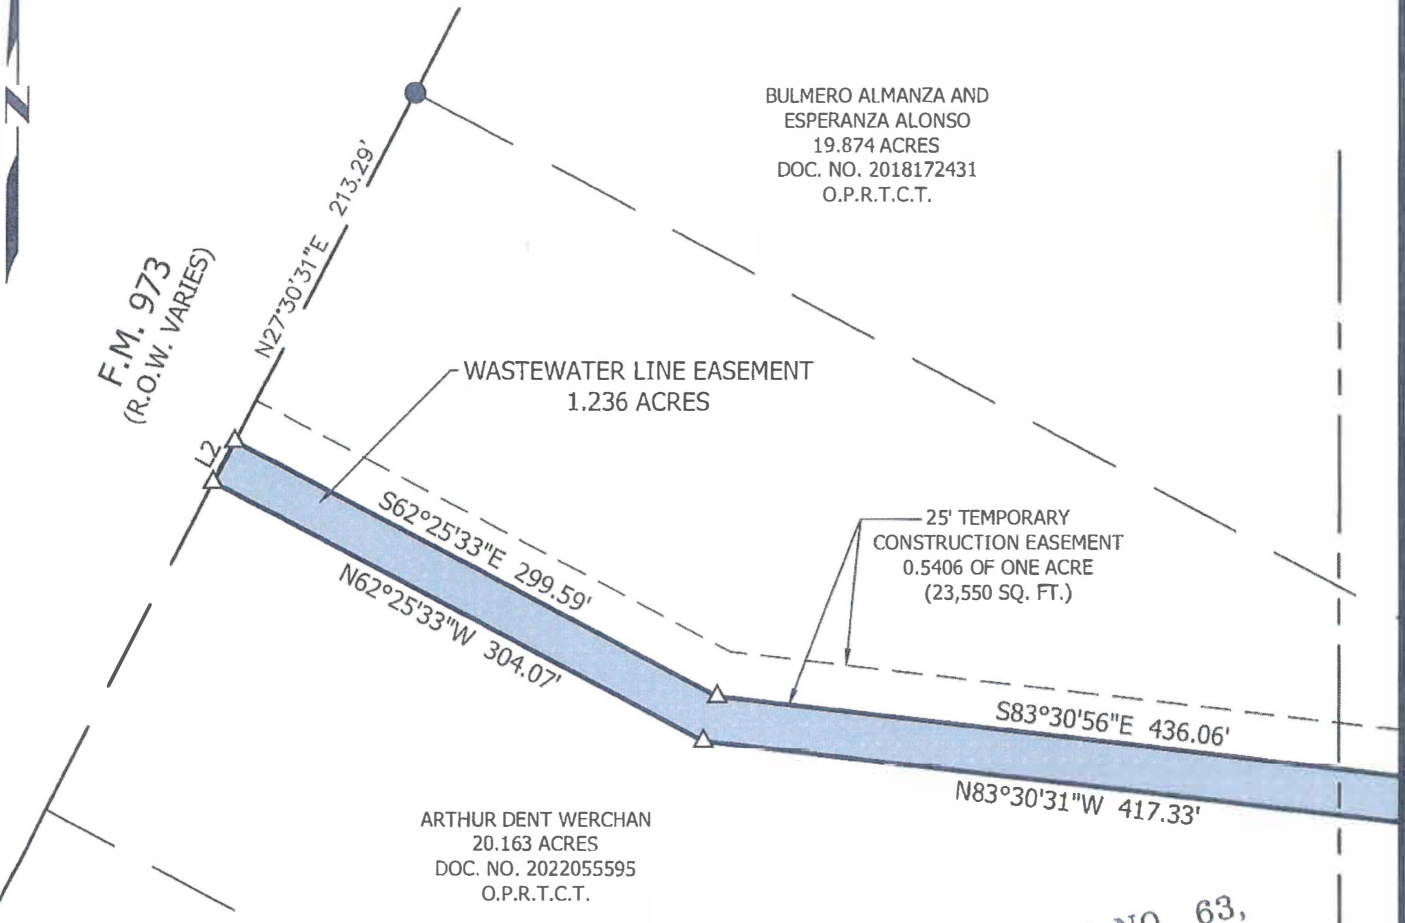 N
BULMERO ALMANZA AND
ESPERANZA ALONSO
19.874 ACRES
DOC. NO. 2018172431
O.P.R.T.C.T.
N27°30'31"E 213.29'
F.M. 973
(R.O.W. VARIES)
WASTEWATER LINE EASEMENT
1.236 ACRES
L2
S62°25'33"E 299.59'
N62°25'33"W 304.07'
25' TEMPORARY
CONSTRUCTION EASEMENT
0.5406 OF ONE ACRE
(23,550 SQ. FT.)
S83°30'56"E 436.06'
N83°30'31"W 417.33'
ARTHUR DENT WERCHAN
20.163 ACRES
DOC. NO. 2022055595
O.P.R.T.C.T.
NO. 63,